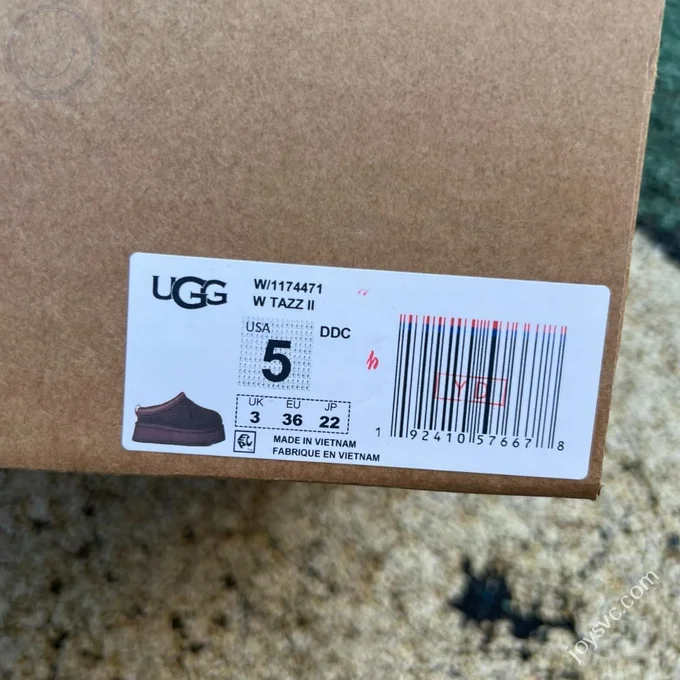 UGG
W/1174471
W TAZZ II
USA
5
DDC
UK EU JP
3 36 22
MADE IN VIETNAM
FABRIQUE EN VIETNAM
YD
1 92410 57667 8
joysvc.com